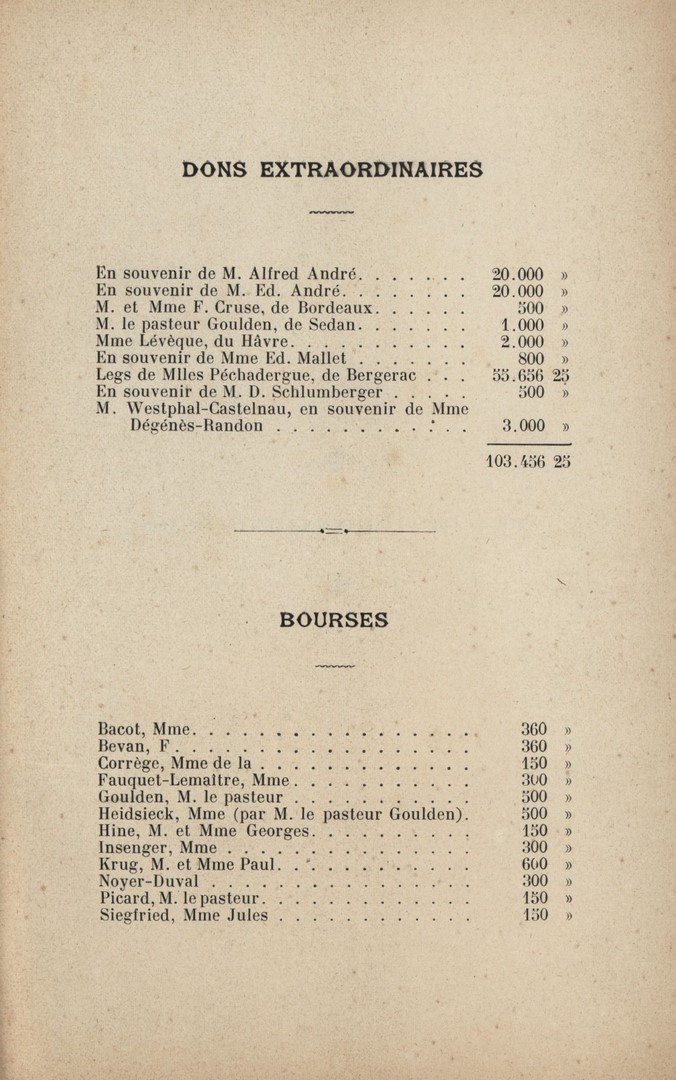 DONS EXTRAORDINAIRES
En souvenir de M. Alfred André. . . . . . . 20.000 »
En souvenir de M. Ed. André. . . . . . . . 20.000 »
M. et Mme F. Cruse, de Bordeaux. . . . . . 500 »
M. le pasteur Goulden, de Sedan. . . . . . 1.000 »
Mme Lévèque, du Hâvre. . . . . . . . . . . 2.000 »
En souvenir de Mme Ed. Mallet . . . . . . . 800 »
Legs de Mlles Péchadergue, de Bergerac . . . 55.656 25
En souvenir de M. D. Schlumberger . . . . . 500 »
M. Westphal-Castelnau, en souvenir de Mme
Dégénès-Randon . . . . . . . . . . . . 3.000 »
103.456 25
BOURSES
Bacot, Mme. . . . . . . . . . . . . . . . . 360 »
Bevan, F . . . . . . . . . . . . . . . . . . 360 »
Corrège, Mme de la . . . . . . . . . . . . . 150 »
Fauquet-Lemaître, Mme . . . . . . . . . . . 300 »
Goulden, M. le pasteur . . . . . . . . . . . 500 »
Heidsieck, Mme (par M. le pasteur Goulden). 500 »
Hine, M. et Mme Georges. . . . . . . . . . 150 »
Insenger, Mme . . . . . . . . . . . . . . . 300 »
Krug, M. et Mme Paul. . . . . . . . . . . . 600 »
Noyer-Duval . . . . . . . . . . . . . . . . 300 »
Picard, M. le pasteur. . . . . . . . . . . . 150 »
Siegfried, Mme Jules . . . . . . . . . . . . 150 »